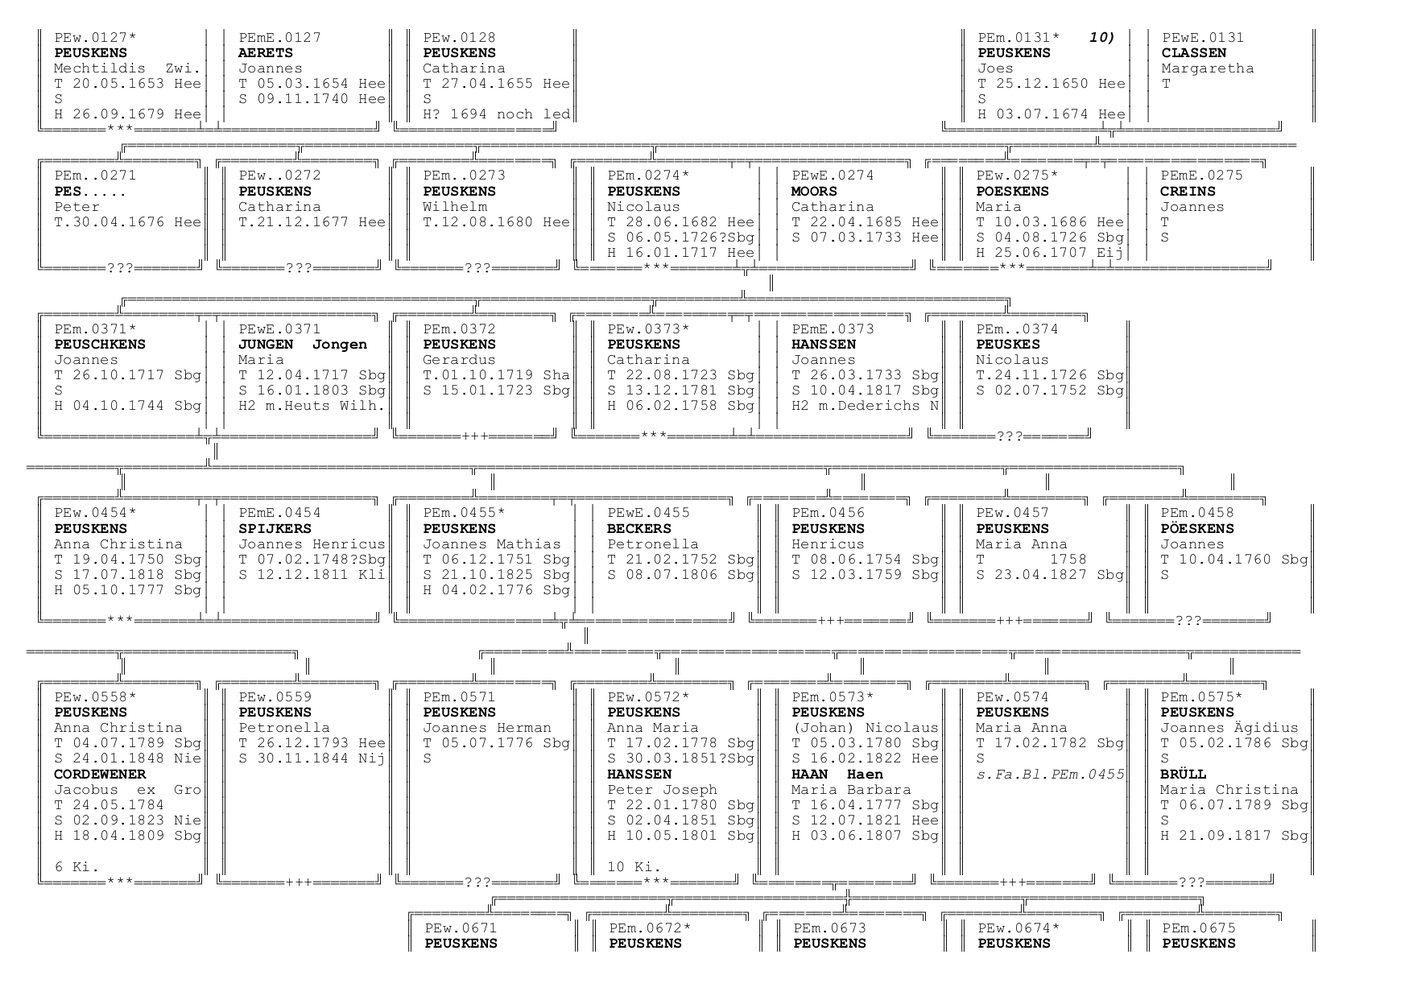 PEw.0127* PEmE.0127 PEw.0128 PEm.0131* 10) PEwE.0131
PEUSKENS AERETS PEUSKENS PEUSKENS CLASSEN
Mechtildis Zwi. Joannes Catharina Joes Margaretha
T 20.05.1653 Hee T 05.03.1654 Hee T 27.04.1655 Hee T 25.12.1650 Hee T
S S 09.11.1740 Hee S S
H 26.09.1679 Hee H? 1694 noch led H 03.07.1674 Hee
***
PEm..0271 PEw..0272 PEm..0273 PEm.0274* PEwE.0274 PEw.0275* PEmE.0275
PES..... PEUSKENS PEUSKENS PEUSKENS MOORS POESKENS CREINS
Peter Catharina Wilhelm Nicolaus Catharina Maria Joannes
T.30.04.1676 Hee T.21.12.1677 Hee T.12.08.1680 Hee T 28.06.1682 Hee T 22.04.1685 Hee T 10.03.1686 Hee T
S 06.05.1726?Sbg S 07.03.1733 Hee S 04.08.1726 Sbg S
H 16.01.1717 Hee H 25.06.1707 Eij
??? ??? ??? *** ***
PEm.0371* PEwE.0371 PEm.0372 PEw.0373* PEmE.0373 PEm..0374
PEUSCHKENS JUNGEN Jongen PEUSKENS PEUSKENS HANSSEN PEUSKES
Joannes Maria Gerardus Catharina Joannes Nicolaus
T 26.10.1717 Sbg T 12.04.1717 Sbg T.01.10.1719 Sha T 22.08.1723 Sbg T 26.03.1733 Sbg T.24.11.1726 Sbg
S S 16.01.1803 Sbg S 15.01.1723 Sbg S 13.12.1781 Sbg S 10.04.1817 Sbg S 02.07.1752 Sbg
H 04.10.1744 Sbg H2 m.Heuts Wilh. H 06.02.1758 Sbg H2 m.Dederichs N
+++ *** ???
PEw.0454* PEmE.0454 PEm.0455* PEwE.0455 PEm.0456 PEw.0457 PEm.0458
PEUSKENS SPIJKERS PEUSKENS BECKERS PEUSKENS PEUSKENS PÖESKENS
Anna Christina Joannes Henricus Joannes Mathias Petronella Henricus Maria Anna Joannes
T 19.04.1750 Sbg T 07.02.1748?Sbg T 06.12.1751 Sbg T 21.02.1752 Sbg T 08.06.1754 Sbg T 1758 T 10.04.1760 Sbg
S 17.07.1818 Sbg S 12.12.1811 Kli S 21.10.1825 Sbg S 08.07.1806 Sbg S 12.03.1759 Sbg S 23.04.1827 Sbg S
H 05.10.1777 Sbg H 04.02.1776 Sbg
*** +++ +++ ???
PEw.0558* PEw.0559 PEm.0571 PEw.0572* PEm.0573* PEw.0574 PEm.0575*
PEUSKENS PEUSKENS PEUSKENS PEUSKENS PEUSKENS PEUSKENS PEUSKENS
Anna Christina Petronella Joannes Herman Anna Maria (Johan) Nicolaus Maria Anna Joannes Ägidius
T 04.07.1789 Sbg T 26.12.1793 Hee T 05.07.1776 Sbg T 17.02.1778 Sbg T 05.03.1780 Sbg T 17.02.1782 Sbg T 05.02.1786 Sbg
S 24.01.1848 Nie S 30.11.1844 Nij S S 30.03.1851?Sbg S 16.02.1822 Hee S S
CORDEWENER HANSSEN HAAN Haen s.Fa.Bl.PEm.0455 BRÜLL
Jacobus ex Gro Peter Joseph Maria Barbara Maria Christina
T 24.05.1784 T 22.01.1780 Sbg T 16.04.1777 Sbg T 06.07.1789 Sbg
S 02.09.1823 Nie S 02.04.1851 Sbg S 12.07.1821 Hee S
H 18.04.1809 Sbg H 10.05.1801 Sbg H 03.06.1807 Sbg H 21.09.1817 Sbg
6 Ki. 10 Ki.
*** +++ ??? *** +++ ???
PEw.0671 PEm.0672* PEm.0673 PEw.0674* PEm.0675
PEUSKENS PEUSKENS PEUSKENS PEUSKENS PEUSKENS